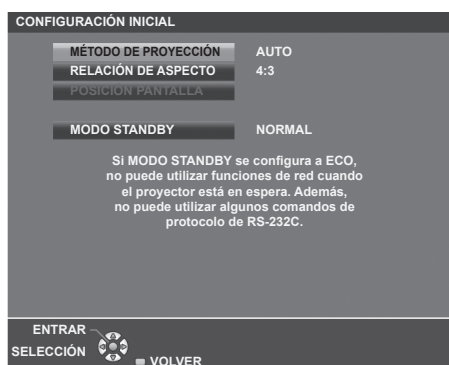 CONFIGURACIÓN INICIAL
MÉTODO DE PROYECCIÓN AUTO
RELACIÓN DE ASPECTO 4:3
POSICIÓN PANTALLA
MODO STANDBY NORMAL
Si MODO STANDBY se configura a ECO,
no puede utilizar funciones de red cuando
el proyector está en espera. Además,
no puede utilizar algunos comandos de
protocolo de RS-232C.
ENTRAR
SELECCIÓN
VOLVER